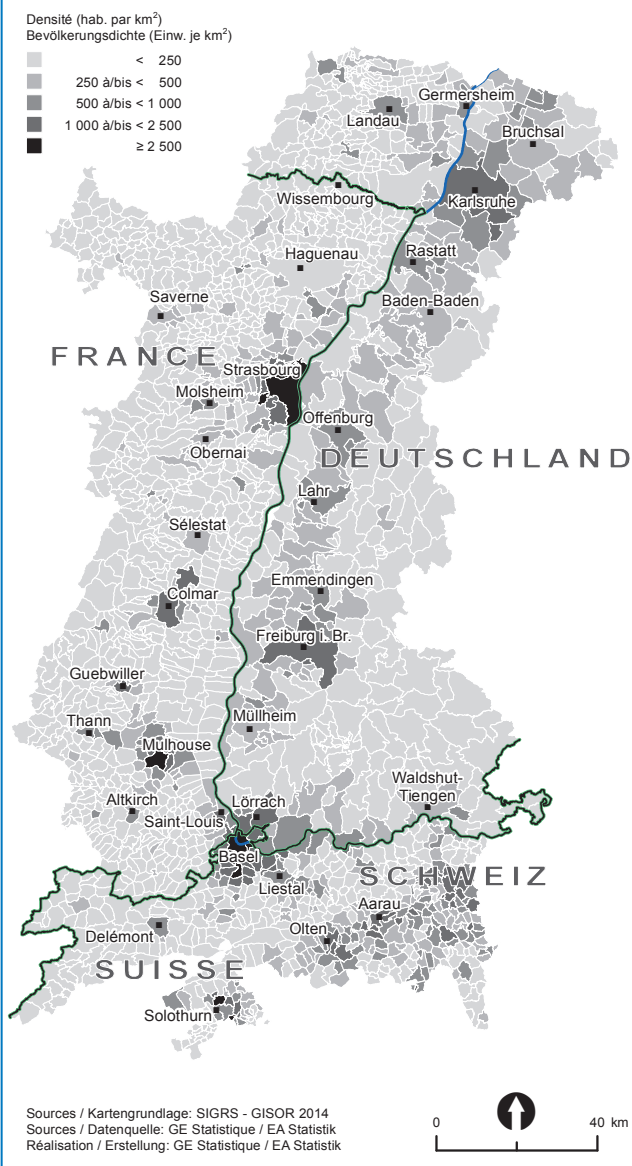 Densité (hab. par km²)
Bevölkerungsdichte (Einw. je km²)
< 250
250 à/bis < 500
500 à/bis < 1 000
1 000 à/bis < 2 500
≥ 2 500
Germersheim
Landau
Bruchsal
Wissembourg
Karlsruhe
Haguenau
Rastatt
Saverne
Baden-Baden
FRANCE
Strasbourg
Molsheim
Offenburg
Obernai
DEUTSCHLAND
Lahr
Sélestat
Emmendingen
Colmar
Freiburg i. Br.
Guebwiller
Thann
Müllheim
Mulhouse
Waldshut-
Tiengen
Altkirch
Lörrach
Saint-Louis
Basel
Liestal
SCHWEIZ
Aarau
Olten
Delémont
SUISSE
Solothurn
Sources / Kartengrundlage: SIGRS - GISOR 2014
Sources / Datenquelle: GE Statistique / EA Statistik
Réalisation / Erstellung: GE Statistique / EA Statistik
0 40 km